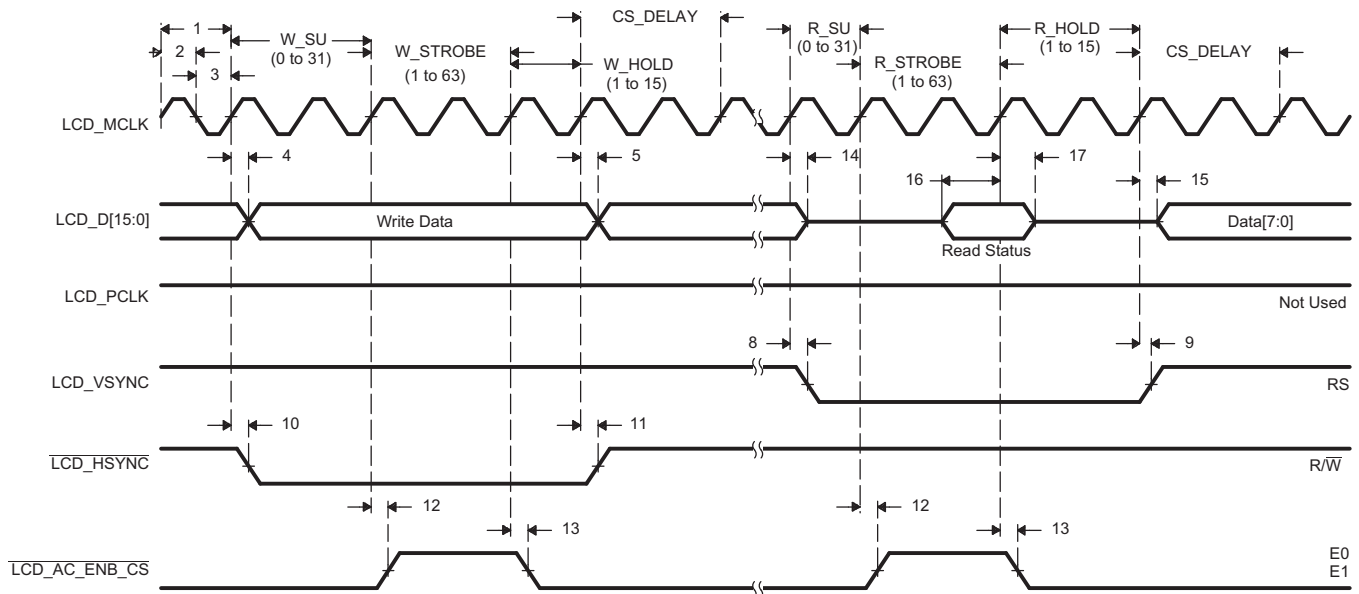 CS_DELAY
1
W_SU
(0 to 31)
R_SU
(0 to 31)
R_HOLD
(1 to 15)
2
W_STROBE
(1 to 63)
W_HOLD
(1 to 15)
R_STROBE
(1 to 63)
CS_DELAY
3
LCD_MCLK
4
5
14
17
16
15
LCD_D[15:0]
Write Data
Data[7:0]
Read Status
LCD_PCLK
Not Used
8
9
LCD_VSYNC
RS
10
11
LCD_HSYNC
R/W
12
13
12
13
LCD_AC_ENB_CS
E0
E1